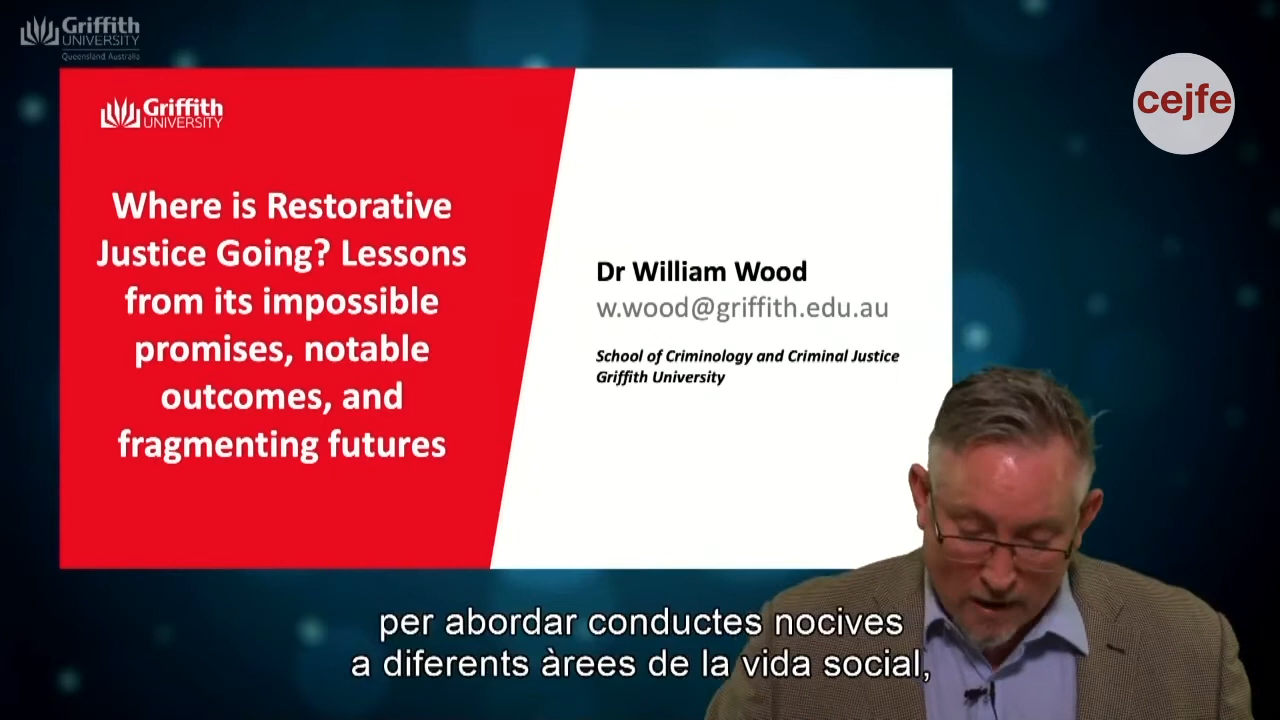 Griffith
UNIVERSITY
Queensland Australia
cejfe
Griffith
UNIVERSITY
Where is Restorative
Justice Going? Lessons
from its impossible
promises, notable
outcomes, and
fragmenting futures
Dr William Wood
w.wood@griffith.edu.au
School of Criminology and Criminal Justice
Griffith University
per abordar conductes nocives
a diferents àrees de la vida social,